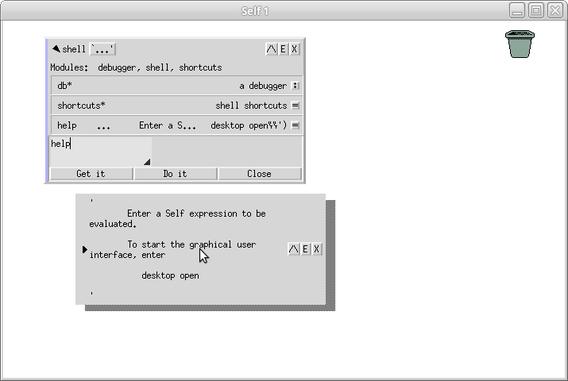 Self 1
shell '...'
/\ E X
Modules: debugger, shell, shortcuts
db* a debugger :
shortcuts* shell shortcuts =
help ... Enter a S... desktop open%%') =
help
Get it Do it Close
'
Enter a Self expression to be
evaluated.
To start the graphical user
interface, enter
/\ E X
desktop open
'